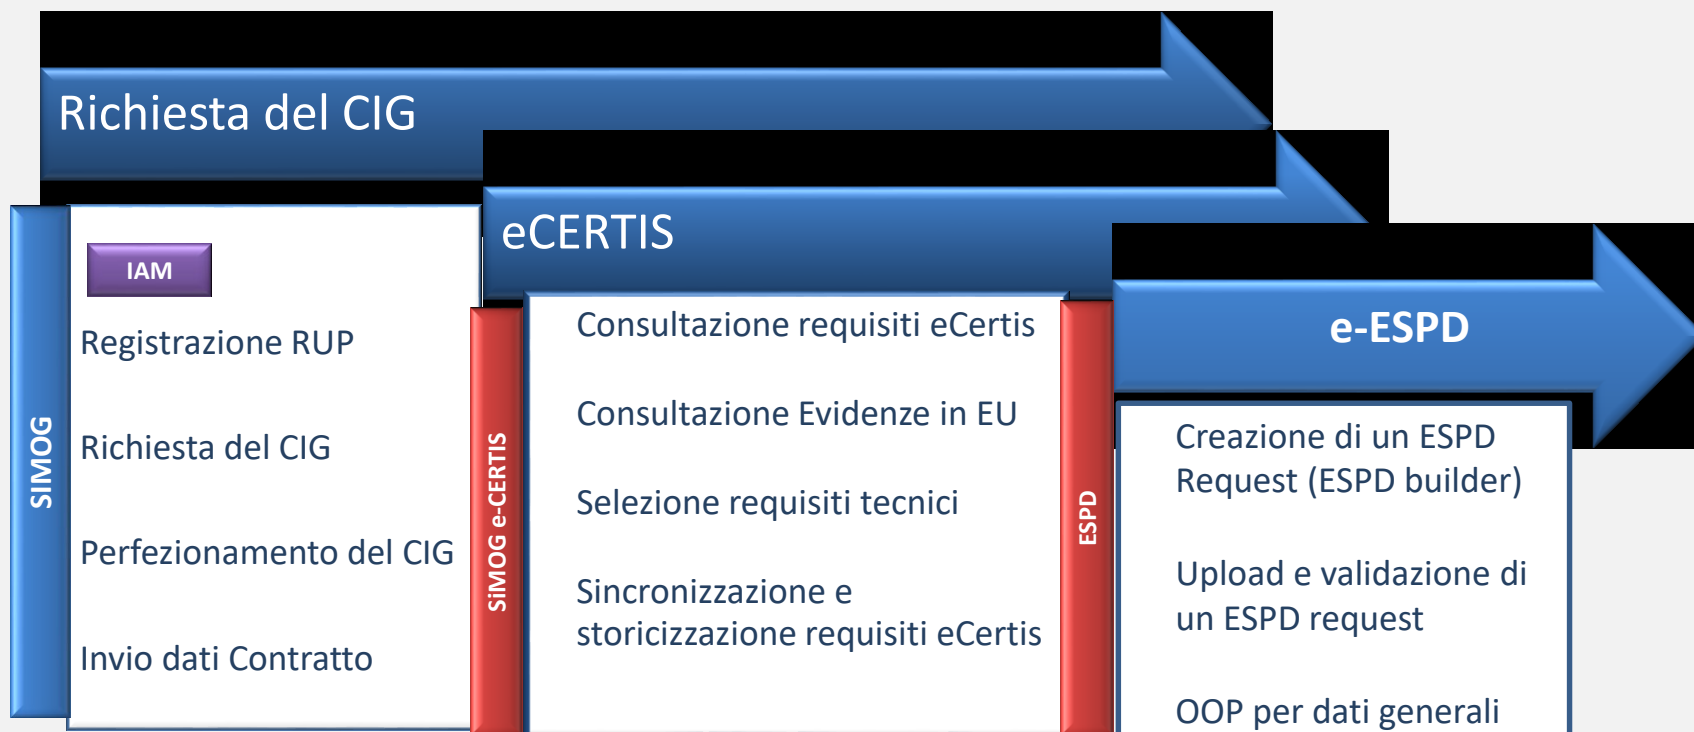 Richiesta del CIG
SIMOG
IAM
Registrazione RUP
Richiesta del CIG
Perfezionamento del CIG
Invio dati Contratto
eCERTIS
SiMOG e-CERTIS
Consultazione requisiti eCertis
Consultazione Evidenze in EU
Selezione requisiti tecnici
Sincronizzazione e
storicizzazione requisiti eCertis
e-ESPD
ESPD
Creazione di un ESPD
Request (ESPD builder)
Upload e validazione di
un ESPD request
OOP per dati generali